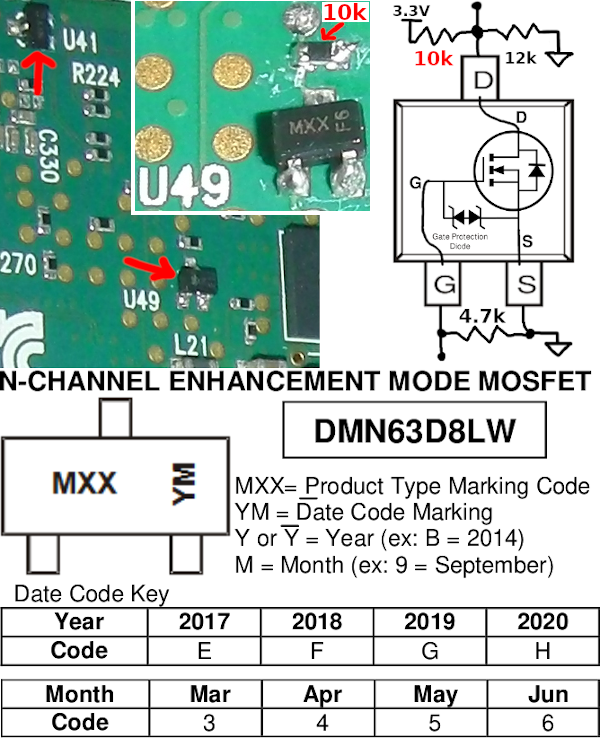 10k
U41
R224
C330
MXX F6
U49
270
U49
L21
3.3V
10k
12k
D
D
G
Gate Protection
Diode
S
G
S
4.7k
N-CHANNEL ENHANCEMENT MODE MOSFET
DMN63D8LW
MXX YM
MXX= Product Type Marking Code
YM = Date Code Marking
Y or Y̅ = Year (ex: B = 2014)
M = Month (ex: 9 = September)
Date Code Key
Year 2017 2018 2019 2020
Code E F G H
Month Mar Apr May Jun
Code 3 4 5 6